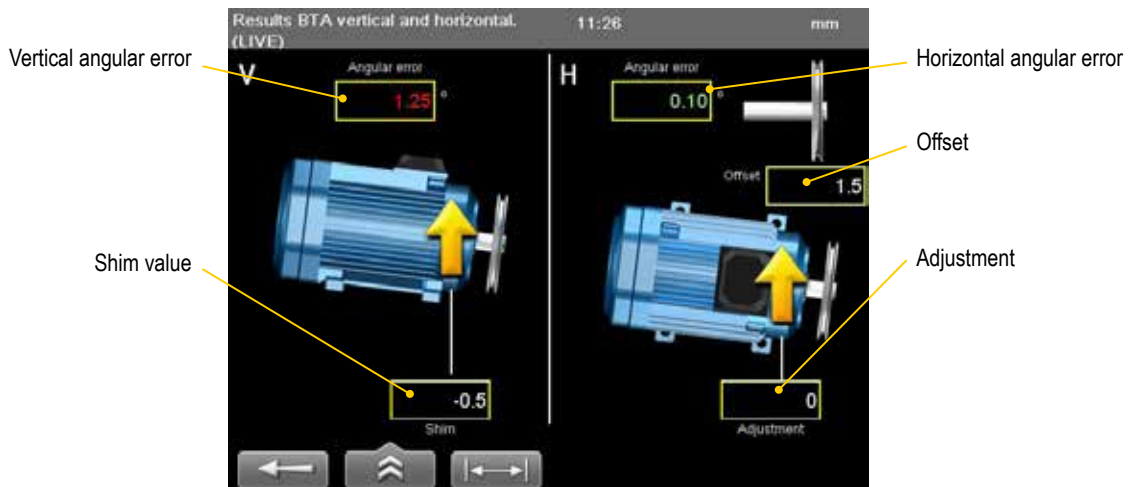 Results BTA vertical and horizontal. 11:26 mm
(LIVE)
Vertical angular error
V
Angular error
1.25 °
H
Angular error
0.10 °
Horizontal angular error
Offset
Offset
1.5
Shim value
Adjustment
-0.5
Shim
0
Adjustment